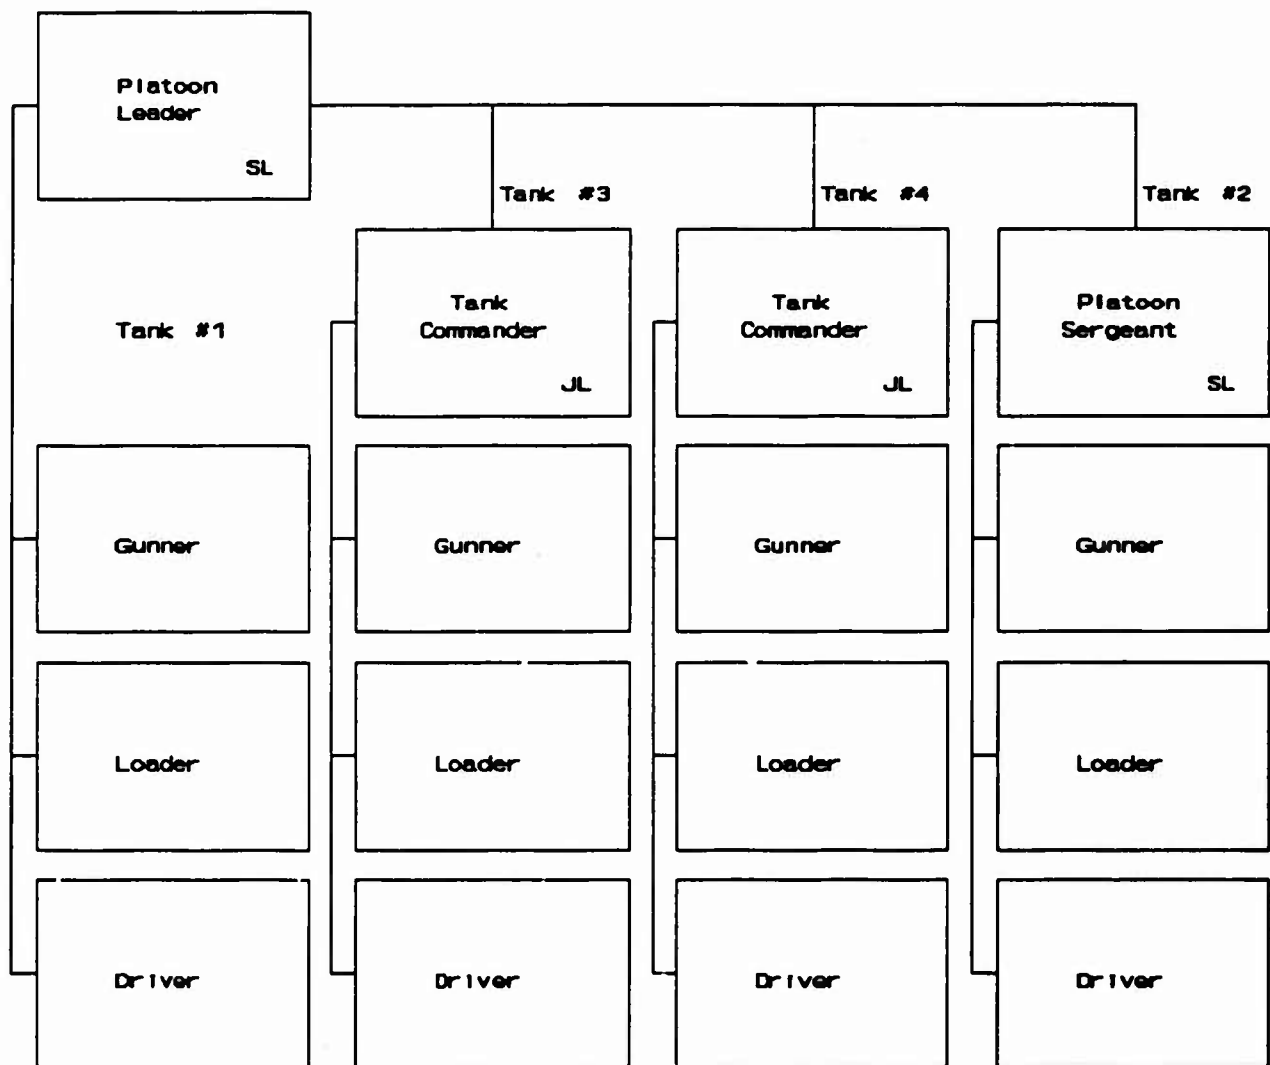 Platoon
Leader
SL
Tank #3
Tank #4
Tank #2
Tank #1
Tank
Commander
JL
Tank
Commander
JL
Platoon
Sergeant
SL
Gunner
Gunner
Gunner
Gunner
Loader
Loader
Loader
Loader
Driver
Driver
Driver
Driver